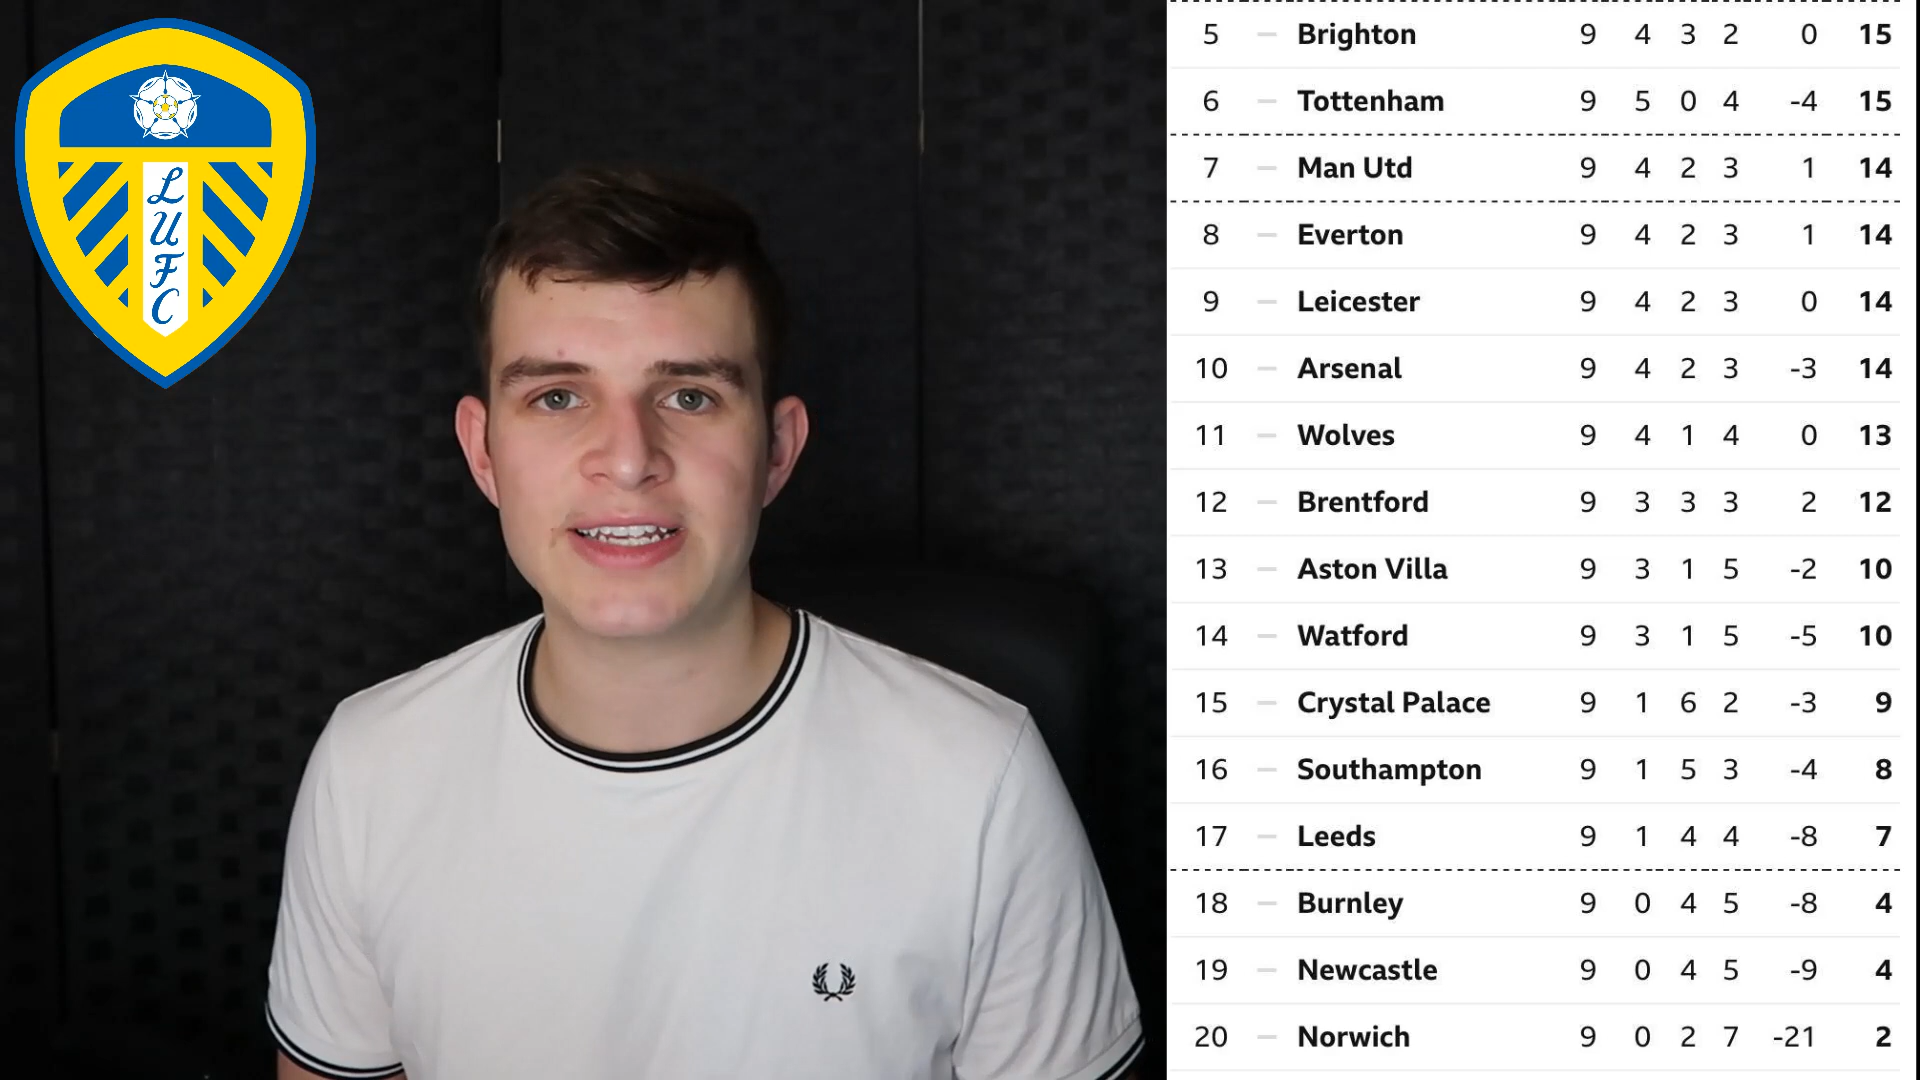 L
U
F
C
5 – Brighton 9 4 3 2 0 15
6 – Tottenham 9 5 0 4 -4 15
7 – Man Utd 9 4 2 3 1 14
8 – Everton 9 4 2 3 1 14
9 – Leicester 9 4 2 3 0 14
10 – Arsenal 9 4 2 3 -3 14
11 – Wolves 9 4 1 4 0 13
12 – Brentford 9 3 3 3 2 12
13 – Aston Villa 9 3 1 5 -2 10
14 – Watford 9 3 1 5 -5 10
15 – Crystal Palace 9 1 6 2 -3 9
16 – Southampton 9 1 5 3 -4 8
17 – Leeds 9 1 4 4 -8 7
18 – Burnley 9 0 4 5 -8 4
19 – Newcastle 9 0 4 5 -9 4
20 – Norwich 9 0 2 7 -21 2